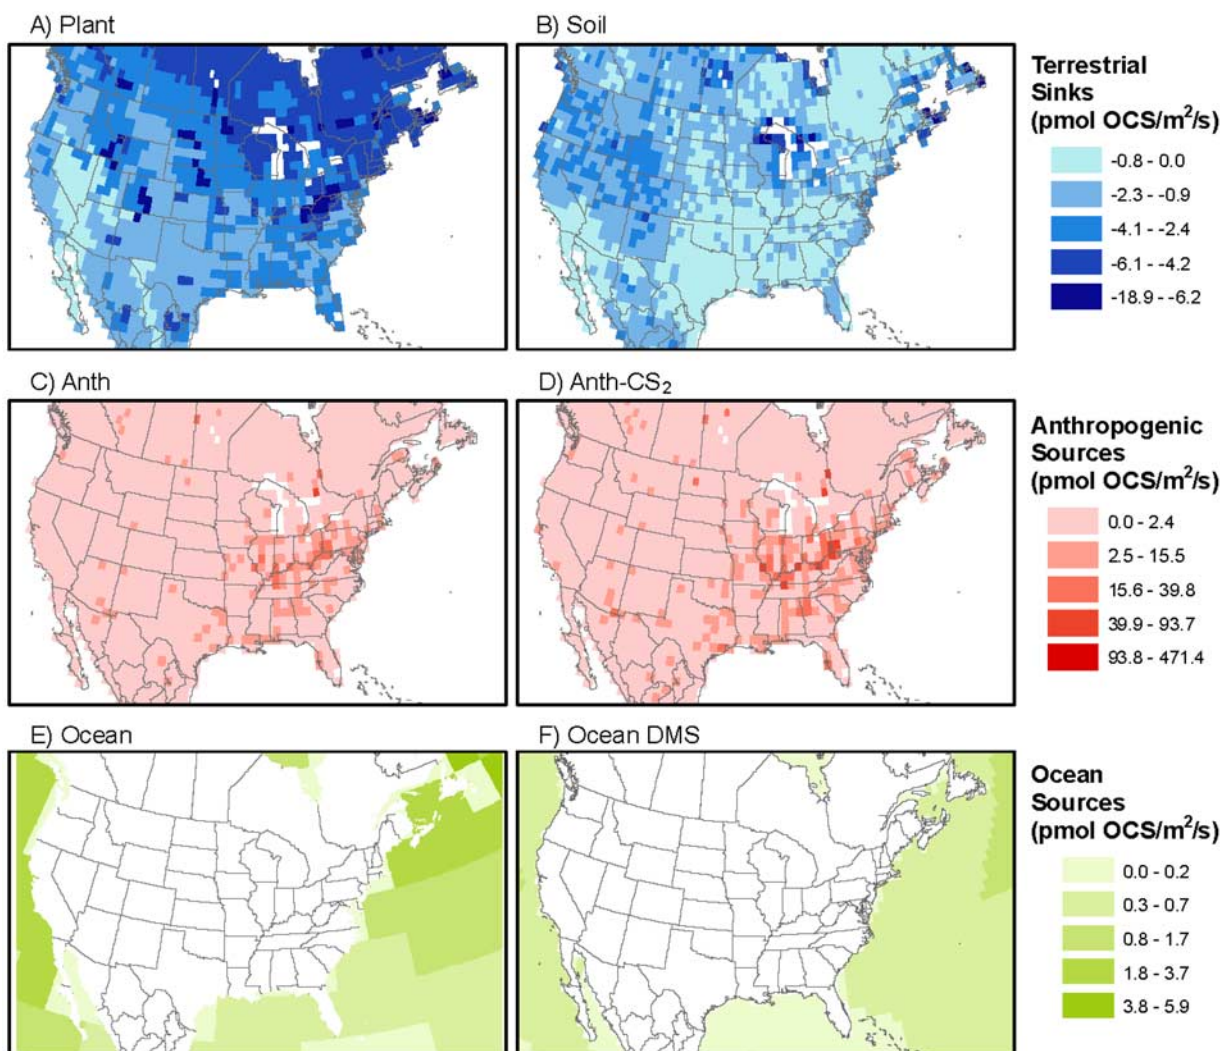 A) Plant
B) Soil
Terrestrial
Sinks
(pmol OCS/m²/s)
-0.8 - 0.0
-2.3 - -0.9
-4.1 - -2.4
-6.1 - -4.2
-18.9 - -6.2
C) Anth
D) Anth-CS₂
Anthropogenic
Sources
(pmol OCS/m²/s)
0.0 - 2.4
2.5 - 15.5
15.6 - 39.8
39.9 - 93.7
93.8 - 471.4
E) Ocean
F) Ocean DMS
Ocean
Sources
(pmol OCS/m²/s)
0.0 - 0.2
0.3 - 0.7
0.8 - 1.7
1.8 - 3.7
3.8 - 5.9